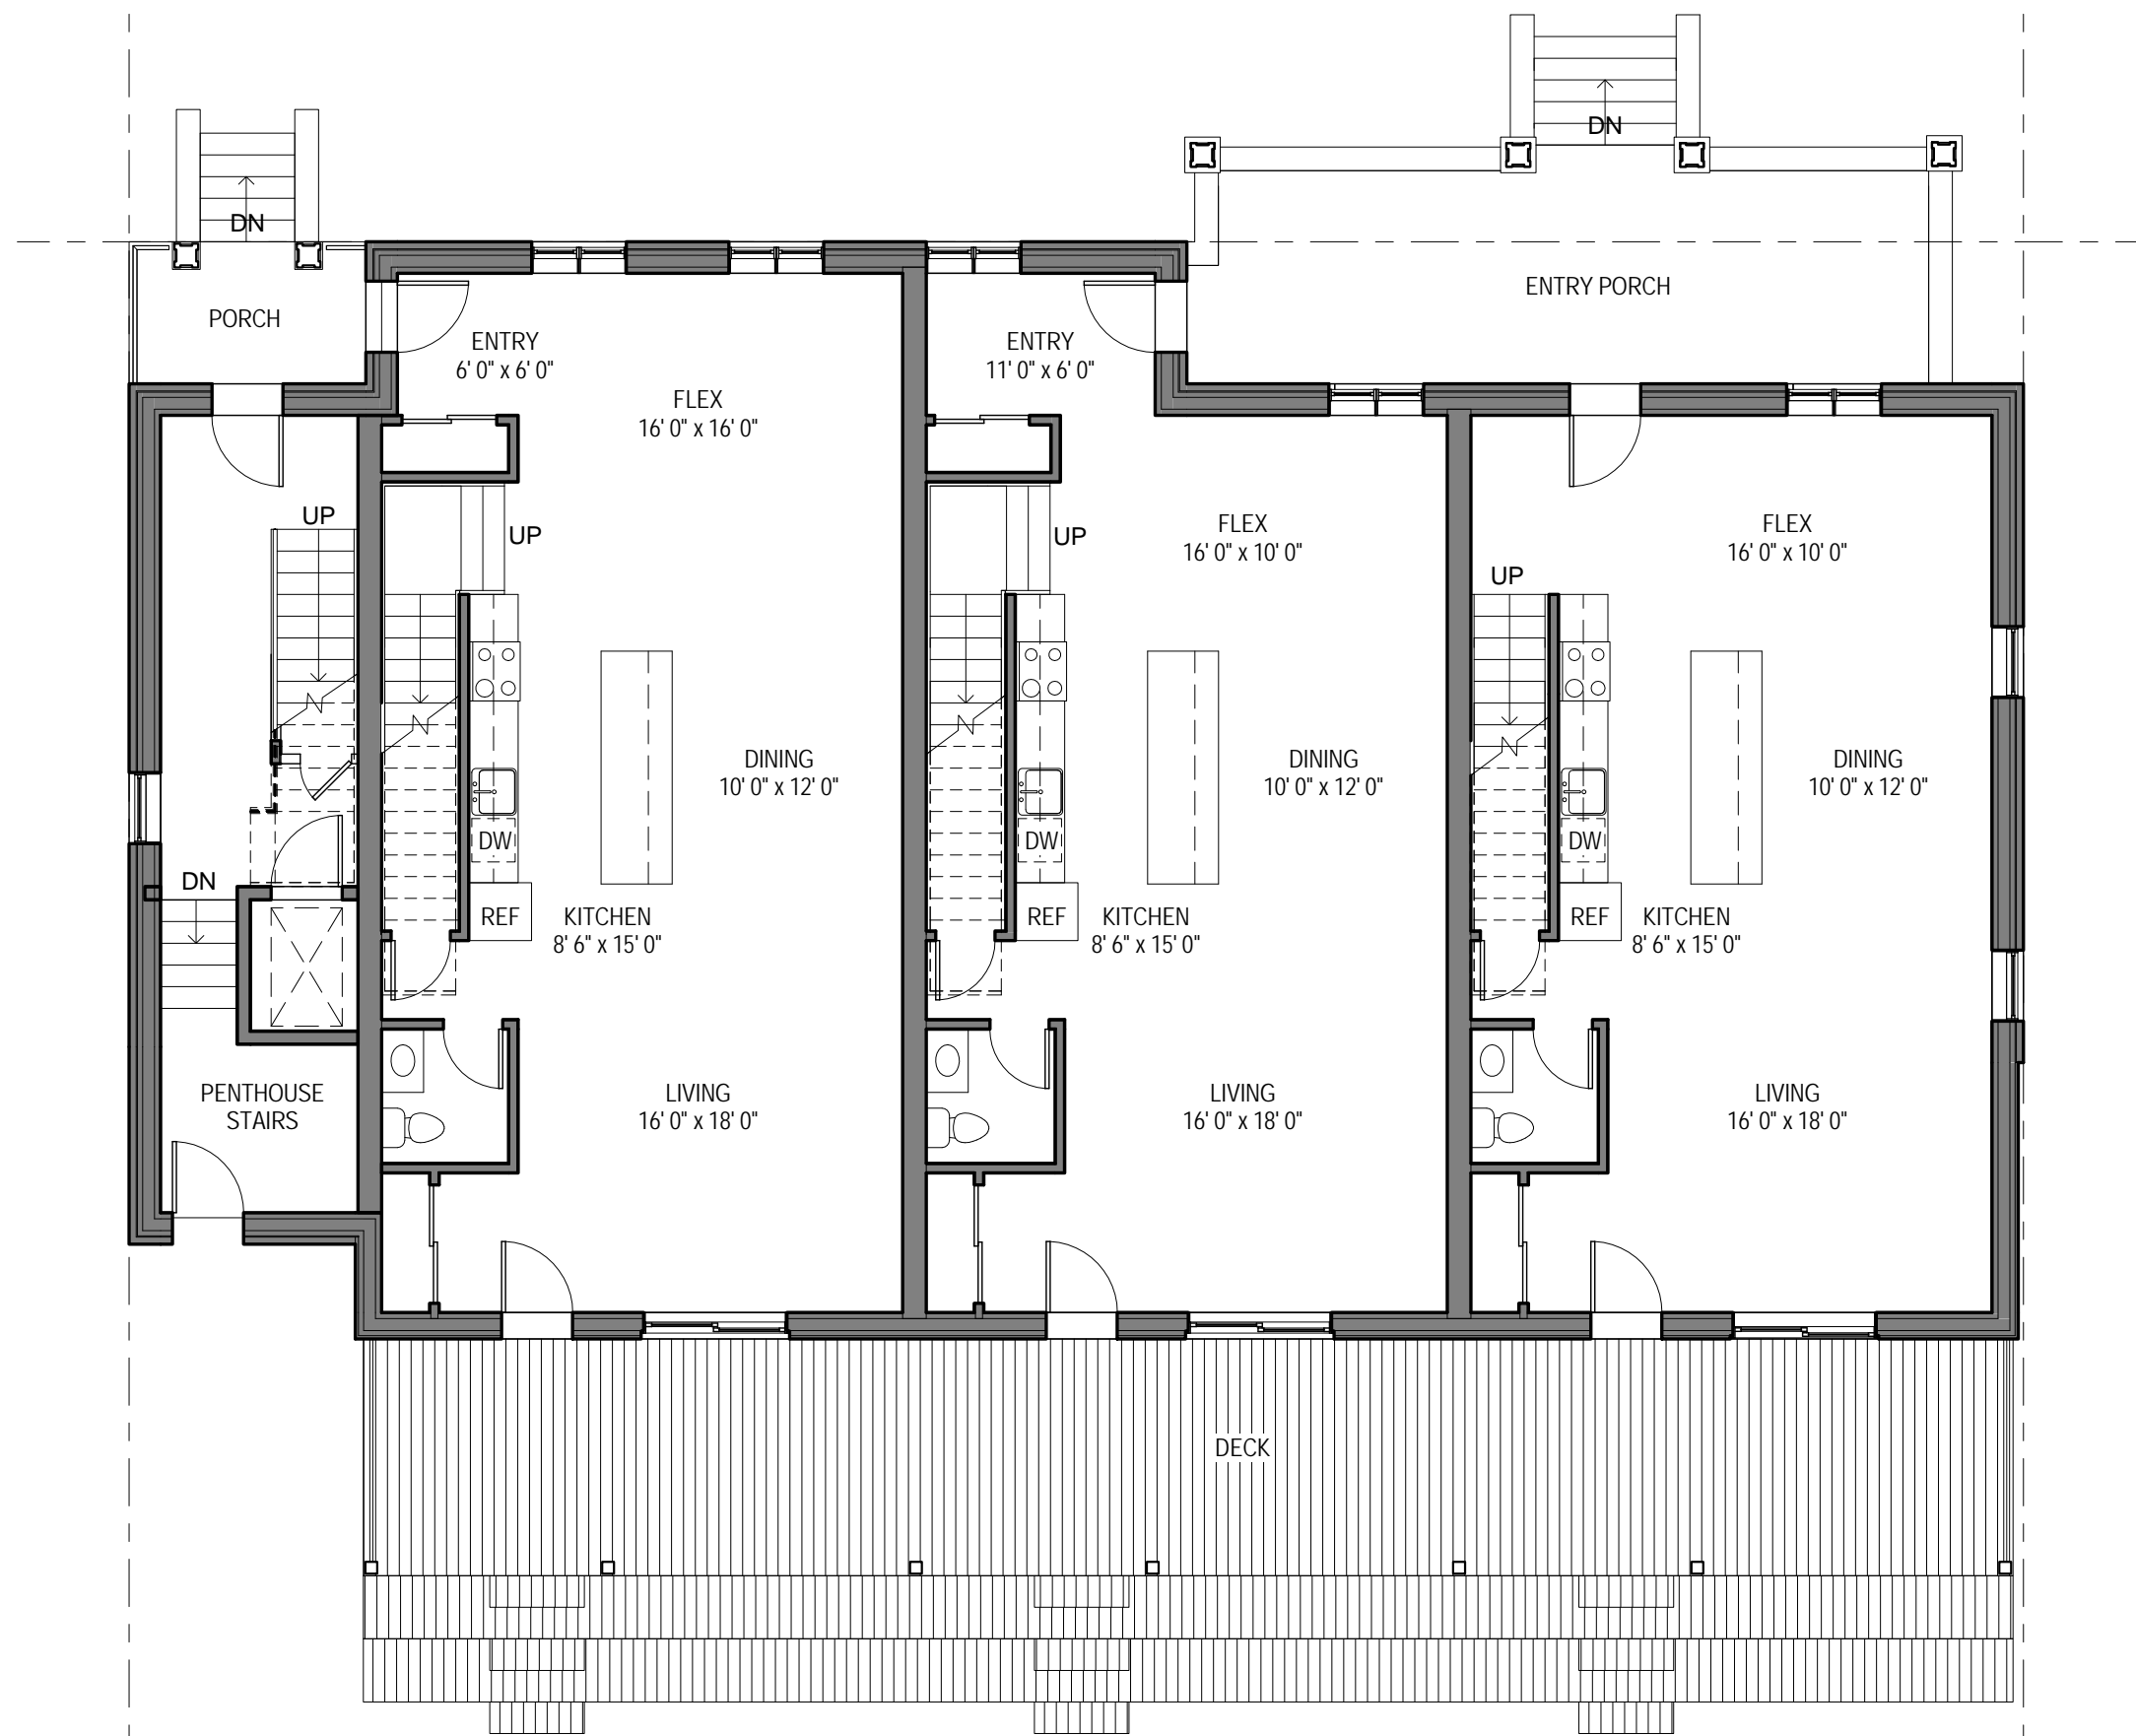 DN
DN
ENTRY PORCH
PORCH
ENTRY
6' 0" x 6' 0"
ENTRY
11' 0" x 6' 0"
FLEX
16' 0" x 16' 0"
UP
UP
UP
FLEX
16' 0" x 10' 0"
FLEX
16' 0" x 10' 0"
UP
DINING
10' 0" x 12' 0"
DINING
10' 0" x 12' 0"
DINING
10' 0" x 12' 0"
DW
DW
DW
DN
REF
KITCHEN
8' 6" x 15' 0"
REF
KITCHEN
8' 6" x 15' 0"
REF
KITCHEN
8' 6" x 15' 0"
PENTHOUSE
STAIRS
LIVING
16' 0" x 18' 0"
LIVING
16' 0" x 18' 0"
LIVING
16' 0" x 18' 0"
DECK